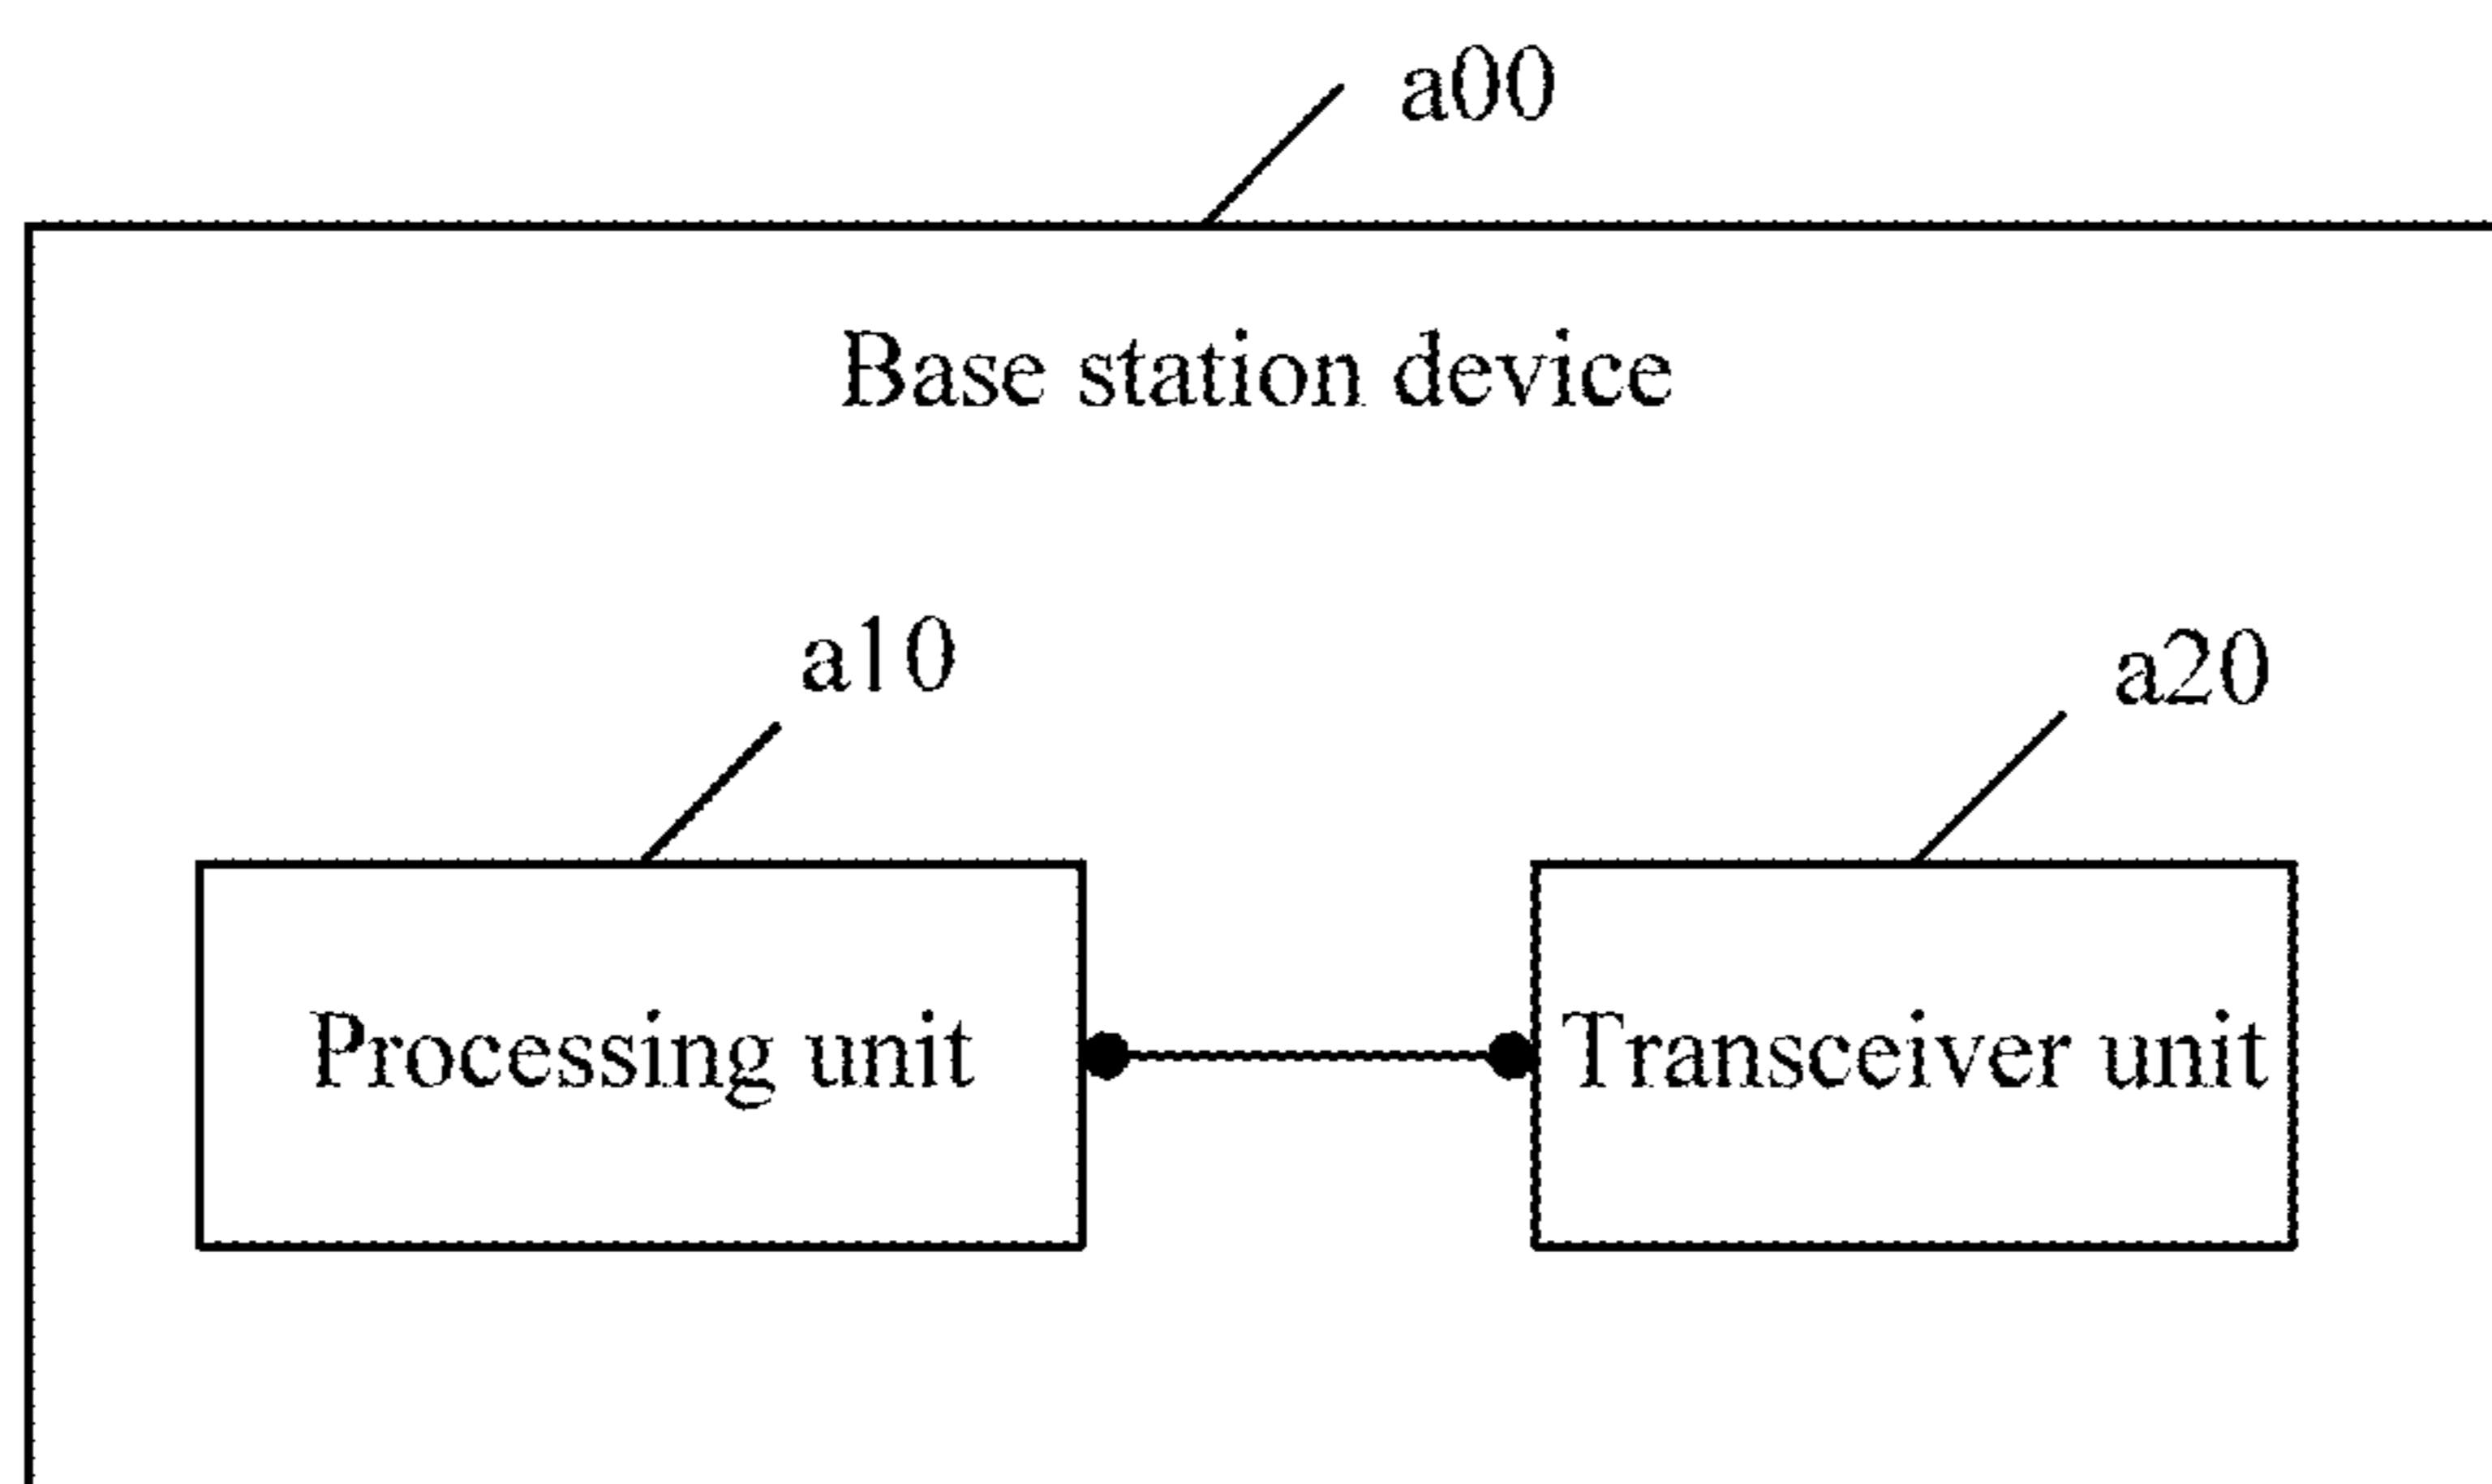 a00
Base station device
a10
a20
Processing unit
Transceiver unit